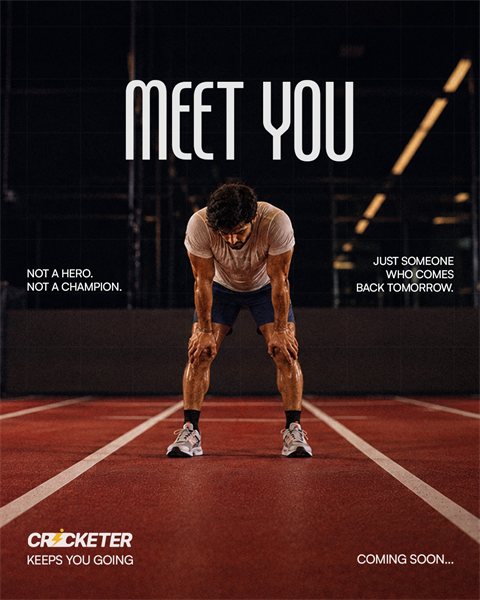 MEET YOU
NOT A HERO.
NOT A CHAMPION.
JUST SOMEONE
WHO COMES
BACK TOMORROW.
CRICKETER
KEEPS YOU GOING
COMING SOON...